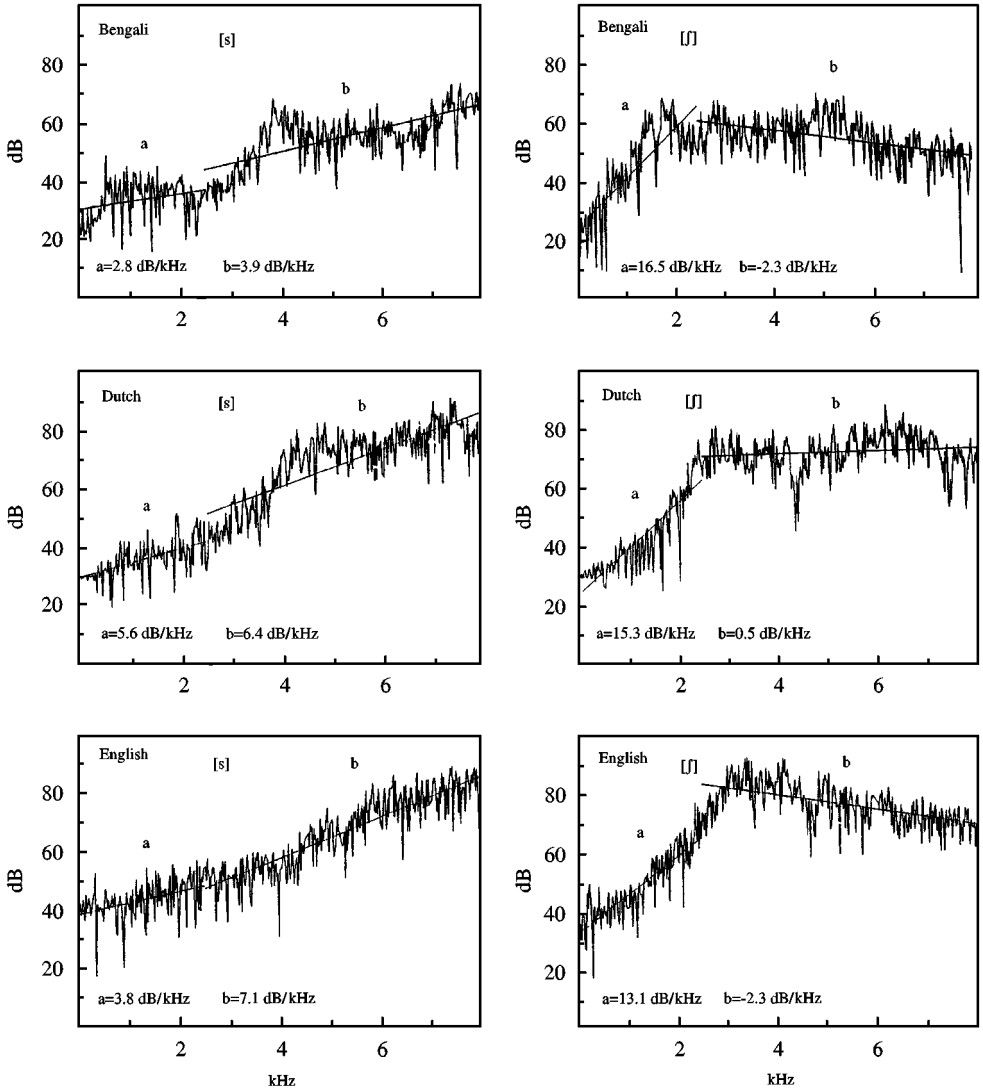 Bengali [s]
b
a
80
60
40
20
dB
a=2.8 dB/kHz b=3.9 dB/kHz
2 4 6
Bengali [ʃ]
b
a
80
60
40
20
dB
a=16.5 dB/kHz b=-2.3 dB/kHz
2 4 6
Dutch [s]
b
a
80
60
40
20
dB
a=5.6 dB/kHz b=6.4 dB/kHz
2 4 6
Dutch [ʃ]
b
a
80
60
40
20
dB
a=15.3 dB/kHz b=0.5 dB/kHz
2 4 6
English [s] b
a
80
60
40
20
dB
a=3.8 dB/kHz b=7.1 dB/kHz
2 4 6
kHz
English [ʃ] b
a
80
60
40
20
dB
a=13.1 dB/kHz b=-2.3 dB/kHz
2 4 6
kHz